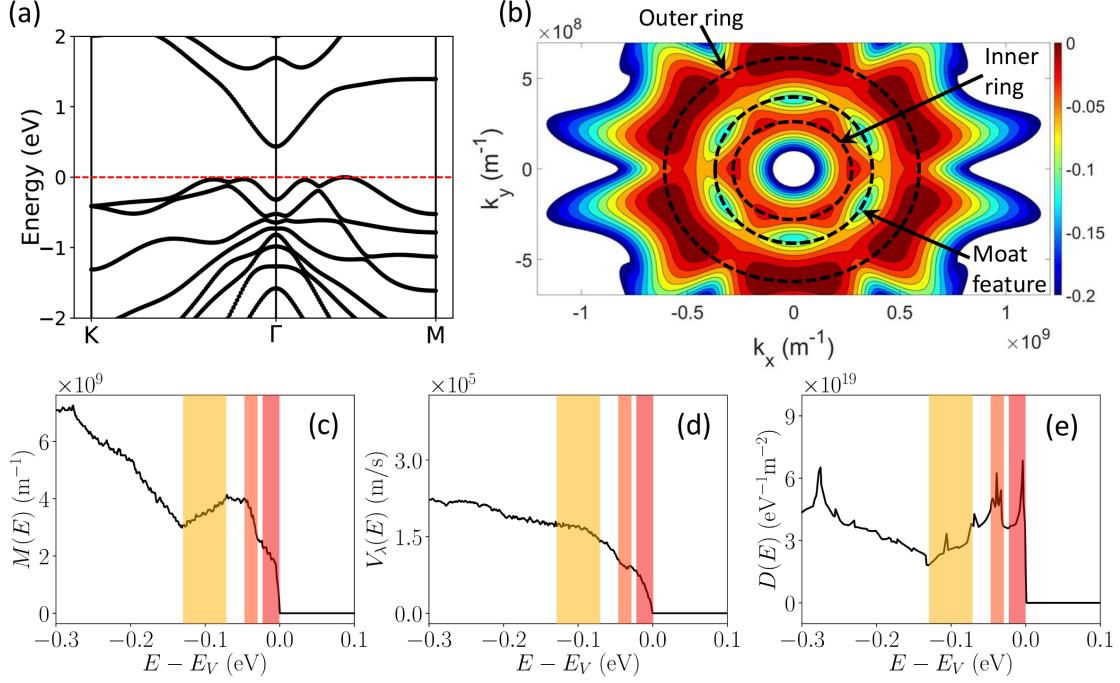 (a)
2
1
0
−1
−2
Energy (eV)
K
Γ
M
(b)
×10⁸
Outer ring
Inner
ring
Moat
feature
5
0
-5
k_y (m⁻¹)
-1
-0.5
0
0.5
1
×10⁹
k_x (m⁻¹)
0
-0.05
-0.1
-0.15
-0.2
×10⁹
(c)
6
4
2
0
M(E) (m⁻¹)
−0.3
−0.2
−0.1
0.0
0.1
E − E_V (eV)
×10⁵
(d)
3.0
1.5
0.0
V_λ(E) (m/s)
−0.3
−0.2
−0.1
0.0
0.1
E − E_V (eV)
×10¹⁹
(e)
9
6
3
0
D(E) (eV⁻¹m⁻²)
−0.3
−0.2
−0.1
0.0
0.1
E − E_V (eV)